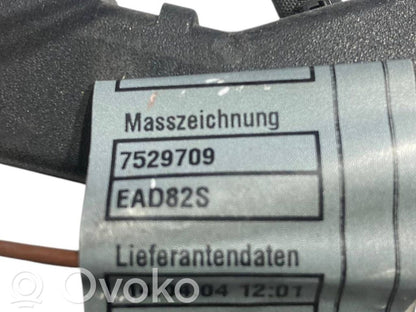 Masszeichnung
7529709
EAD82S
Lieferantendaten
04 12:01
Ovoko